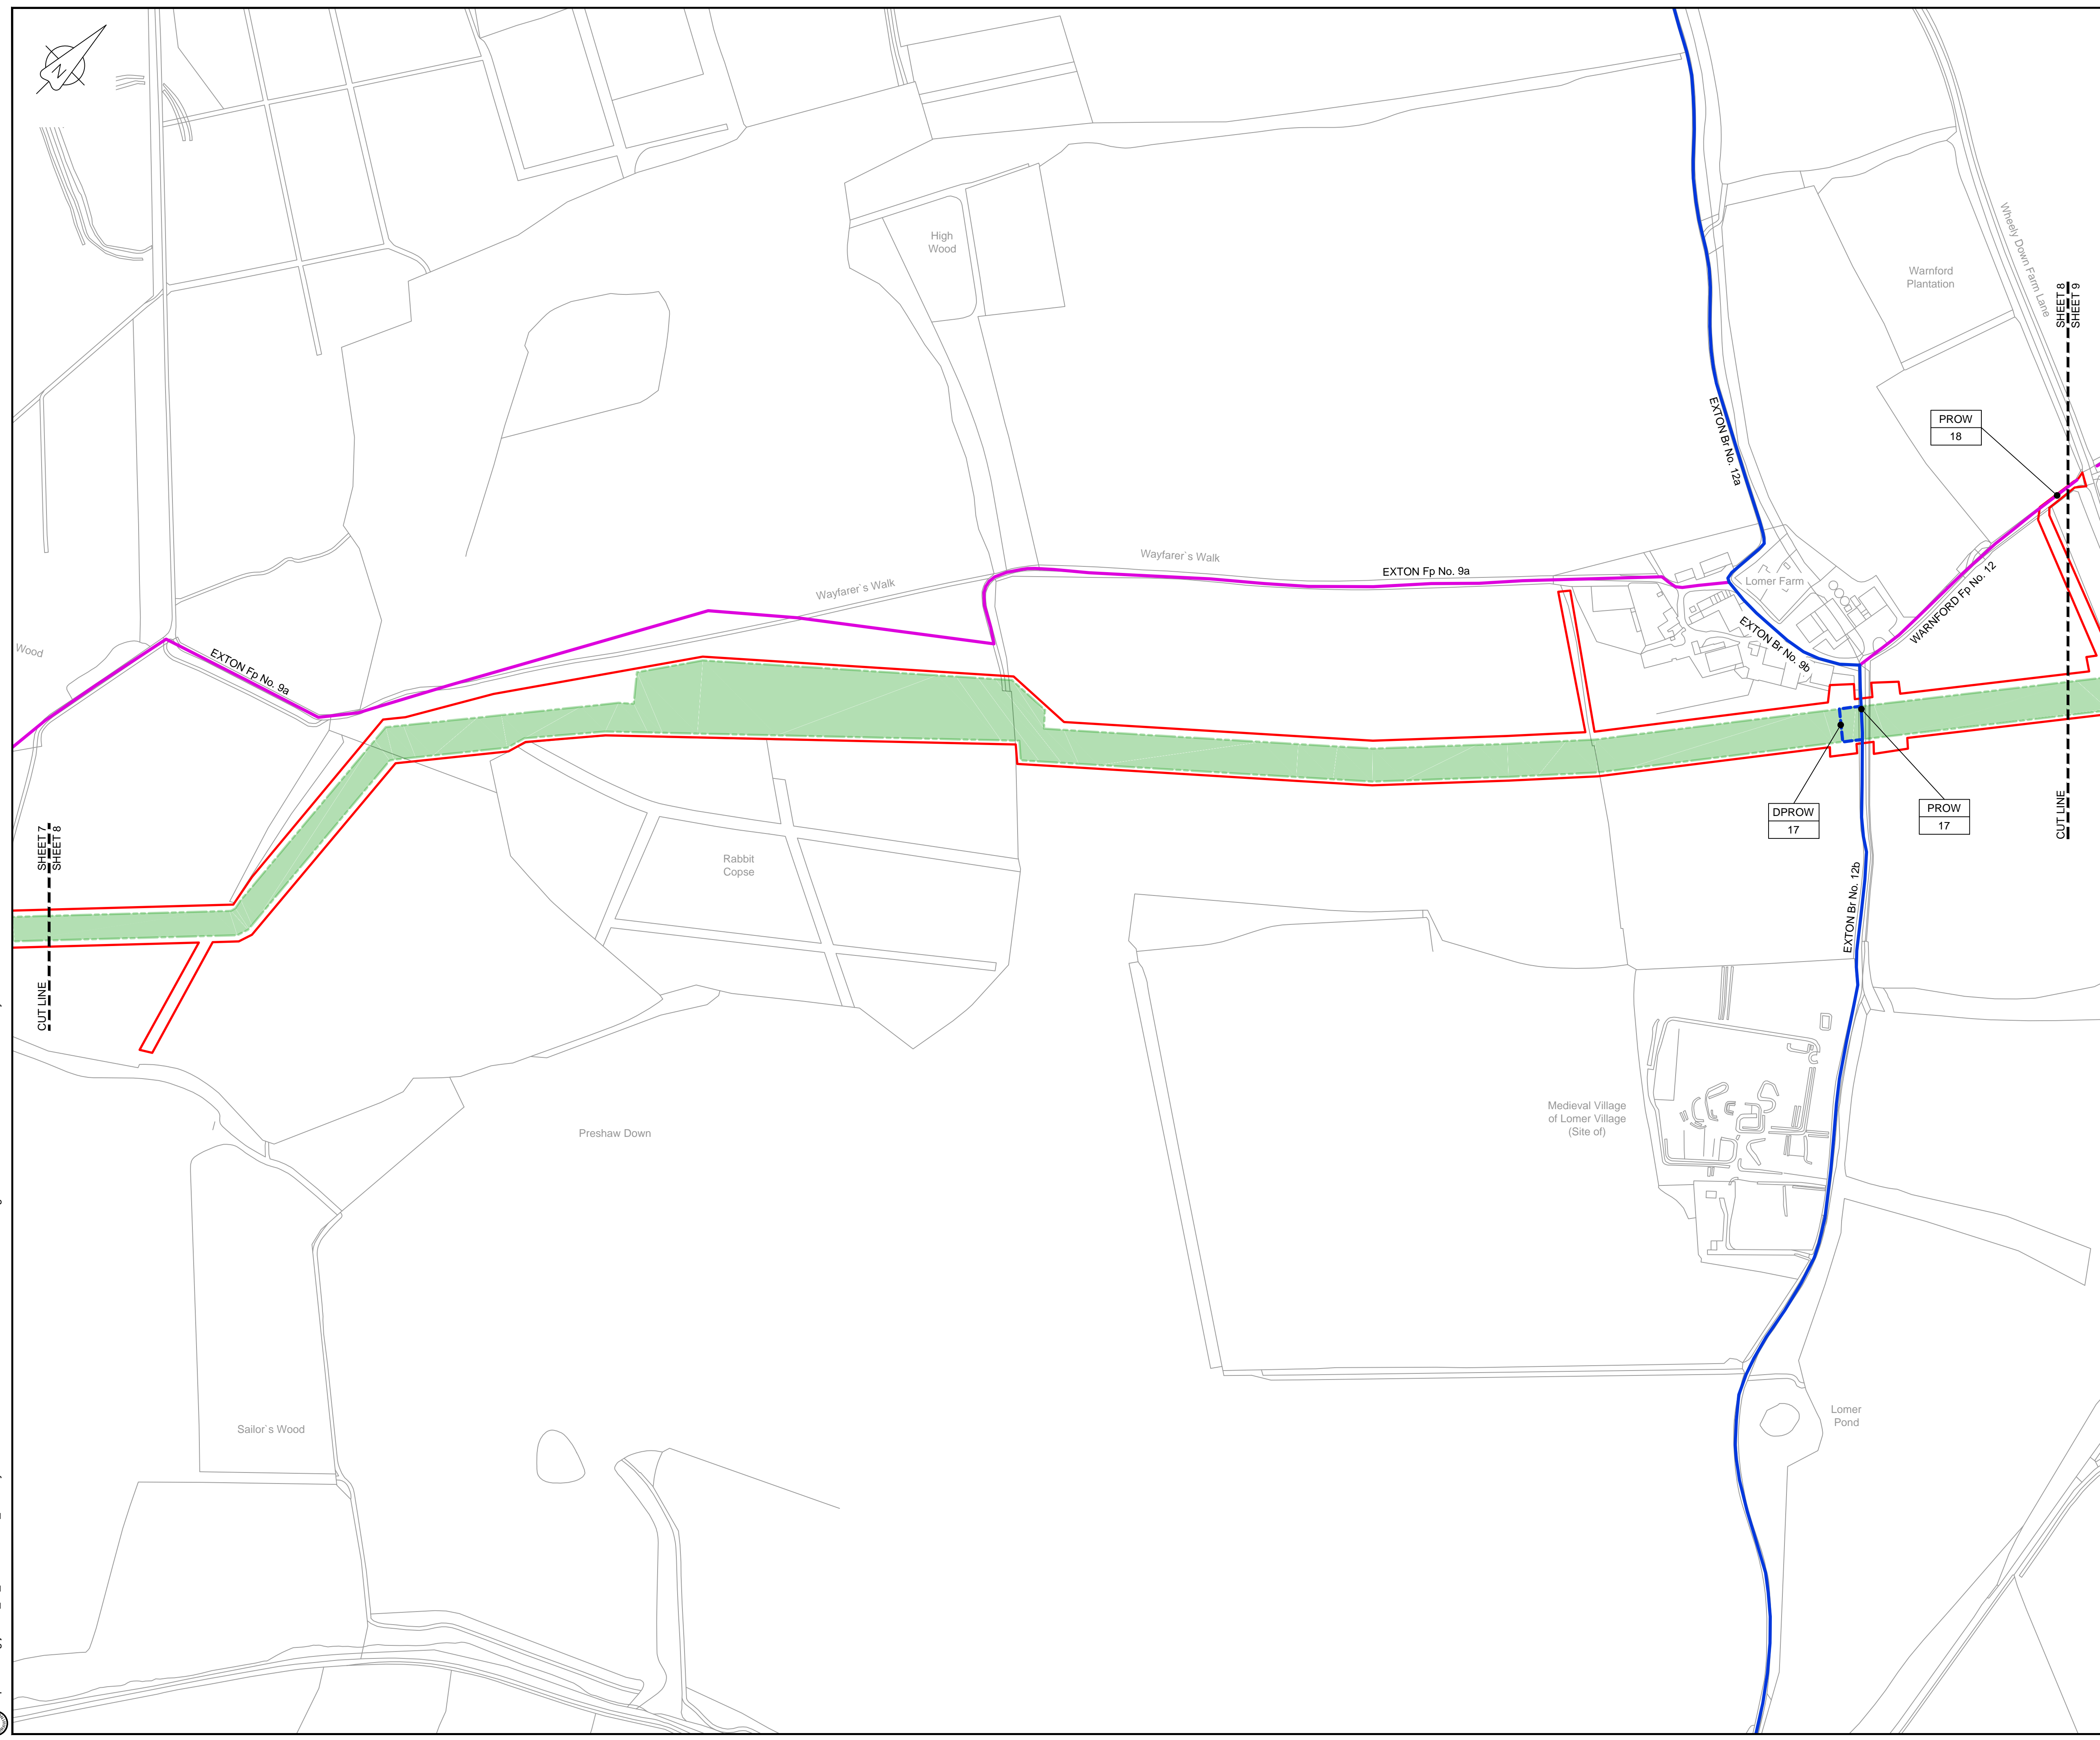 N
High
Wood
Warnford
Plantation
Wheely Down Farm Lane
SHEET 8
SHEET 9
EXTON Br No. 12a
PROW
18
Wayfarer`s Walk
EXTON Fp No. 9a
Wayfarer`s Walk
Lomer Farm
WARNFORD Fp No. 12
EXTON Br No. 9b
Wood
EXTON Fp No. 9a
SHEET 7
SHEET 8
CUT LINE
DPROW
17
PROW
17
CUT LINE
Rabbit
Copse
EXTON Br No. 12b
Medieval Village
of Lomer Village
(Site of)
Preshaw Down
Lomer
Pond
Sailor`s Wood